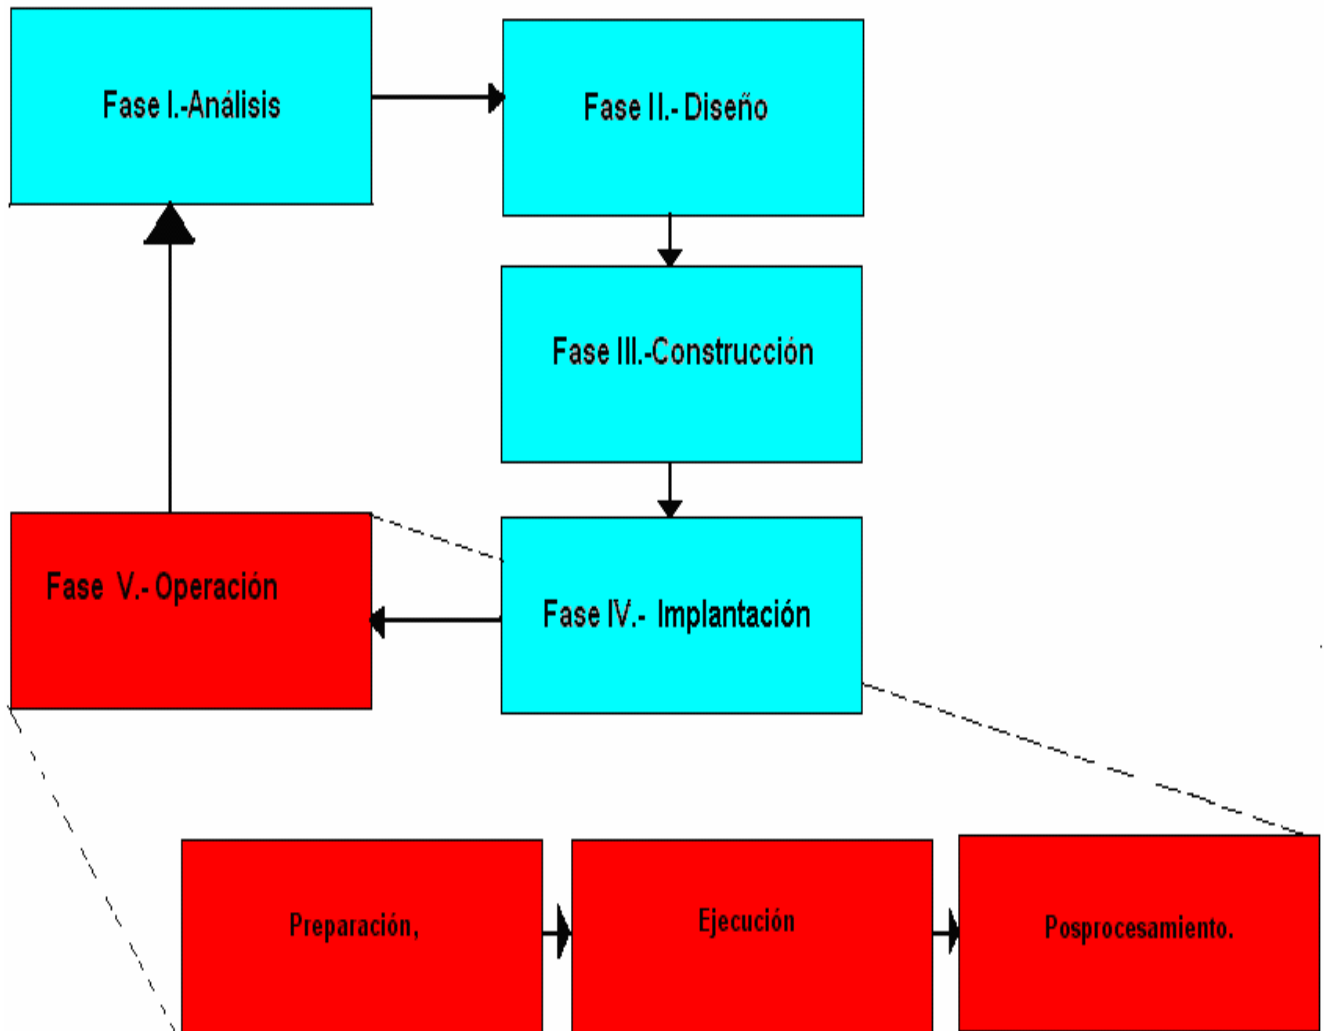 Fase I.-Análisis
Fase II.- Diseño
Fase III.-Construcción
Fase IV.- Implantación
Fase V.- Operación
Preparación,
Ejecución
Posprocesamiento.